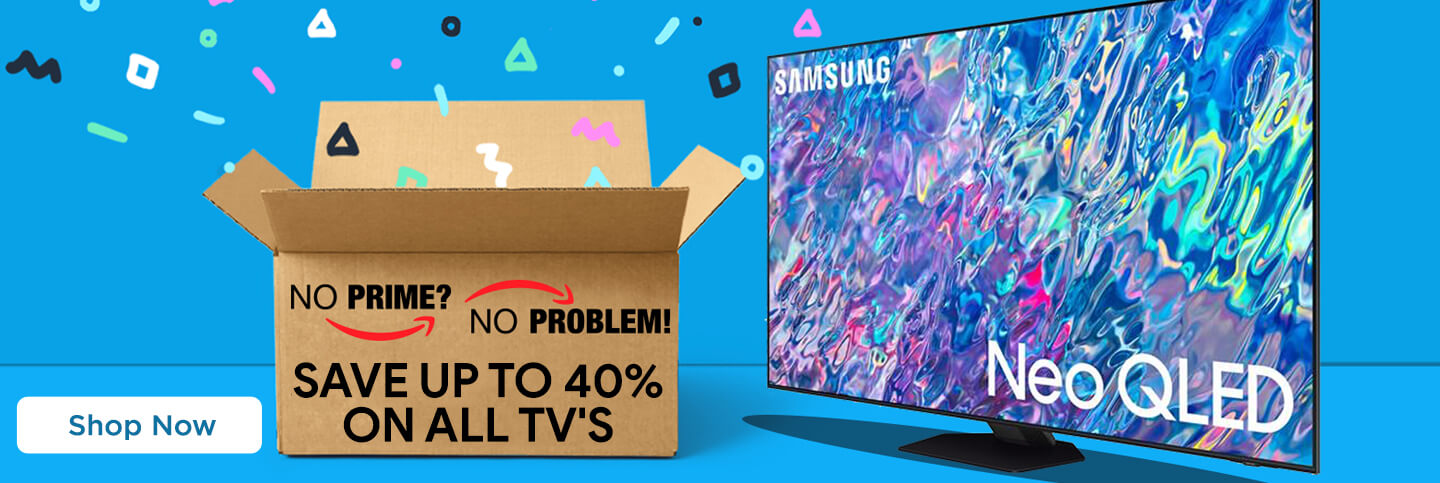 NO PRIME?
NO PROBLEM!
SAVE UP TO 40%
ON ALL TV'S
Shop Now
SAMSUNG
Neo QLED